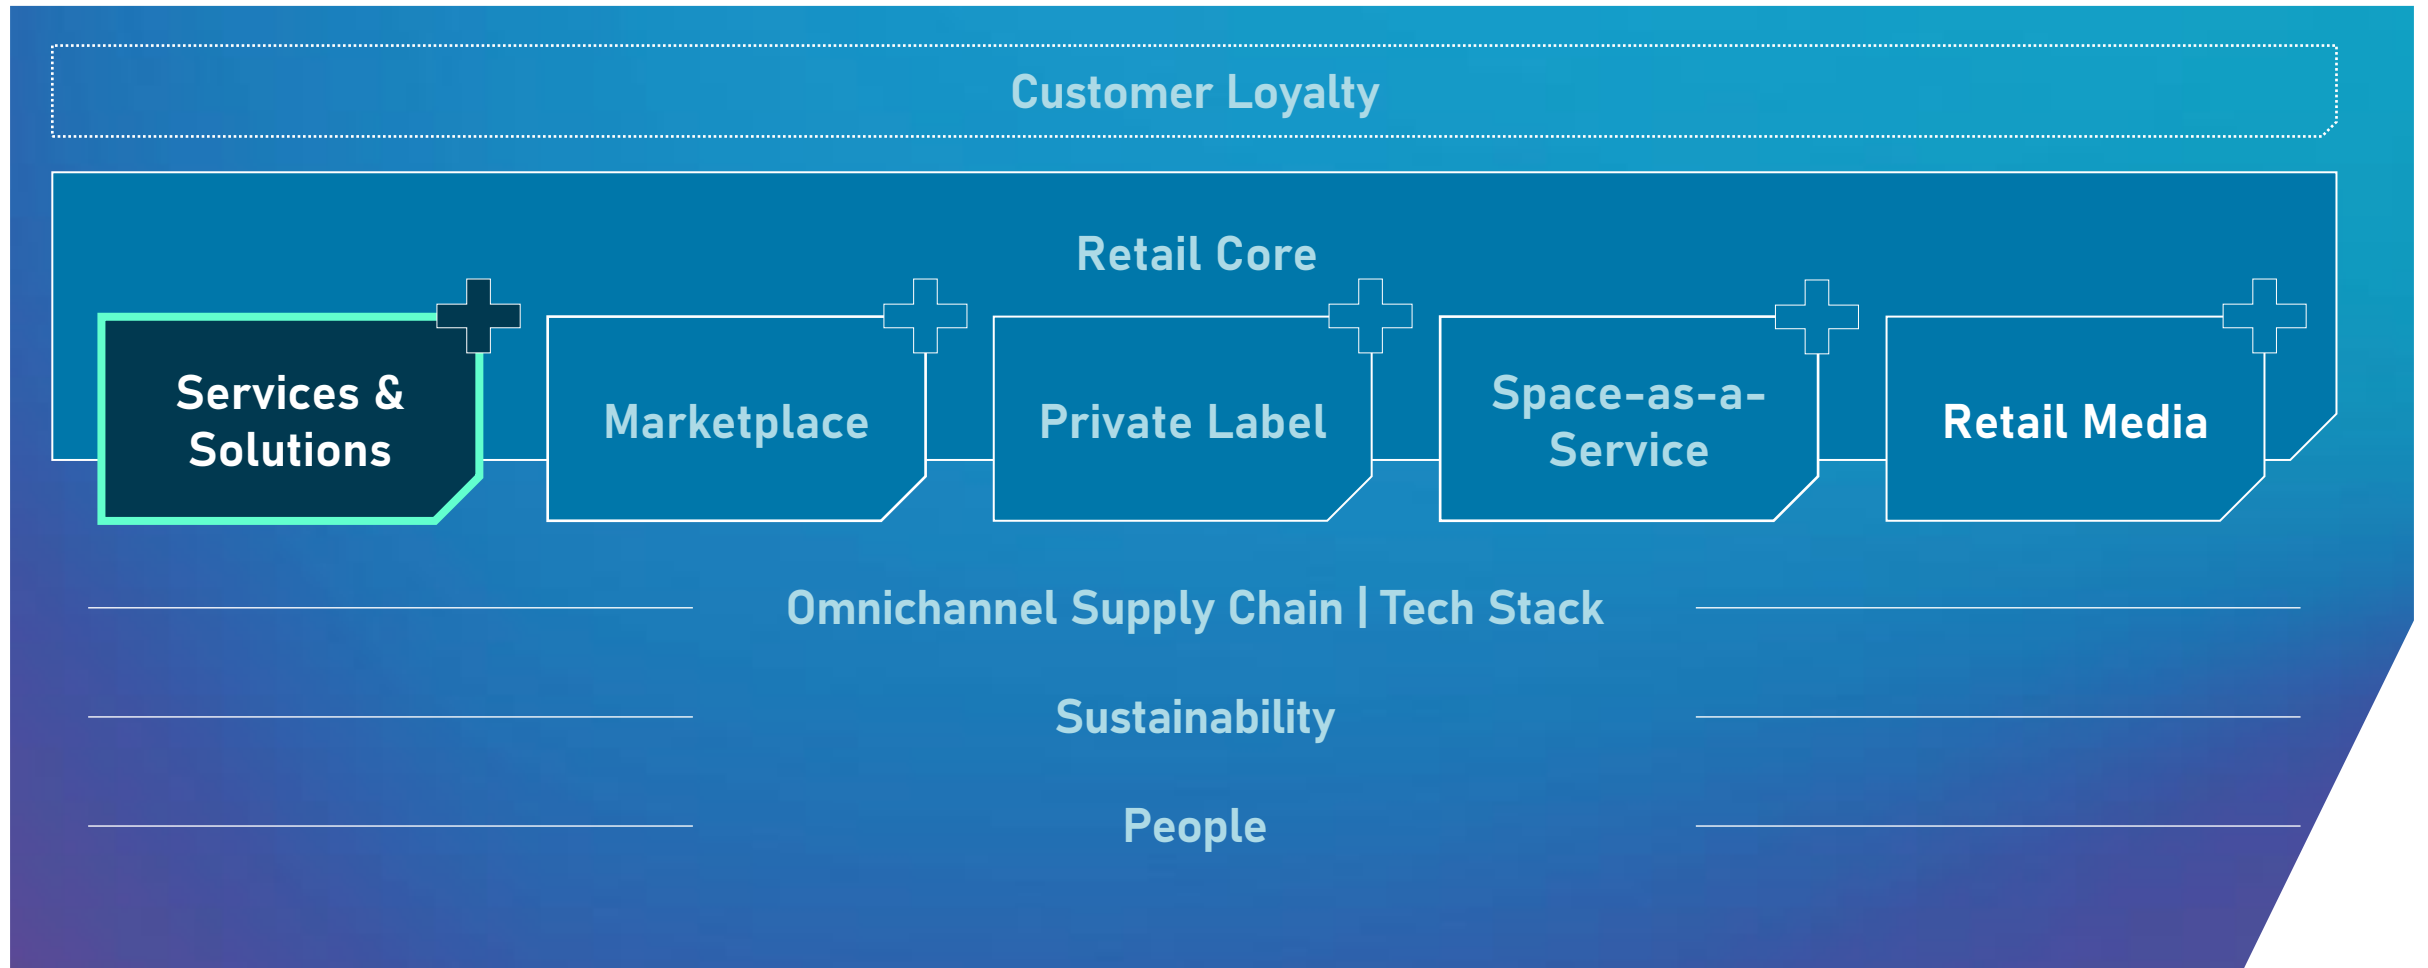 Customer Loyalty
Retail Core
Services &
Solutions
Marketplace
Private Label
Space-as-a-
Service
Retail Media
Omnichannel Supply Chain | Tech Stack
Sustainability
People